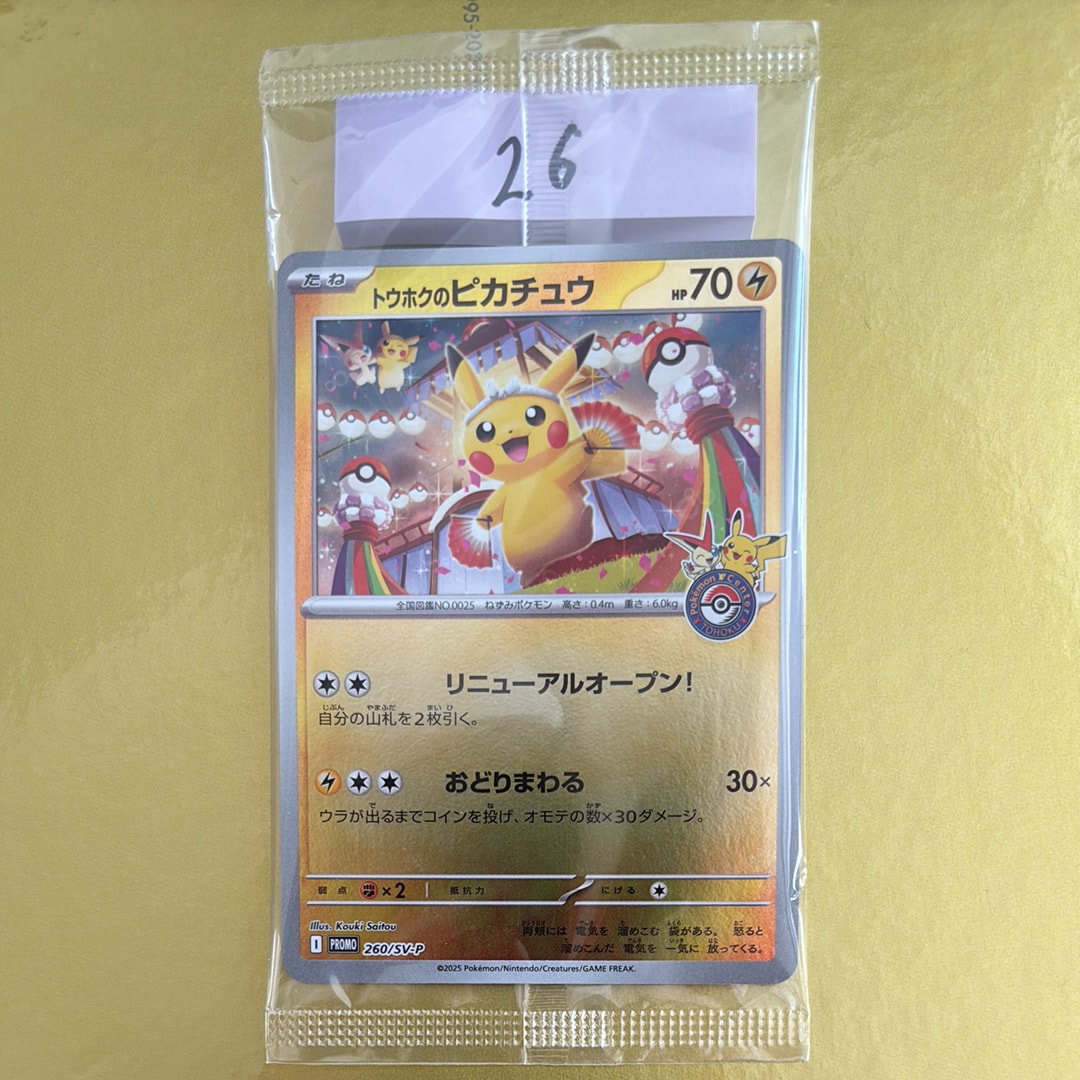 95-20
26
たね
トウホクのピカチュウ
HP70
Pokémon Center
TOHOKU
全国図鑑NO.0025 ねずみポケモン 高さ:0.4m 重さ:6.0kg
リニューアルオープン!
自分の山札を2枚引く。
おどりまわる 30×
ウラが出るまでコインを投げ、オモテの数×30ダメージ。
弱点 ×2 抵抗力 にげる
Illus. Kouki Saitou
両頬には 電気を 溜めこむ 袋がある。 怒ると
溜めこんだ 電気を 一気に 放ってくる。
I PROMO 260/SV-P
©2025 Pokémon/Nintendo/Creatures/GAME FREAK.